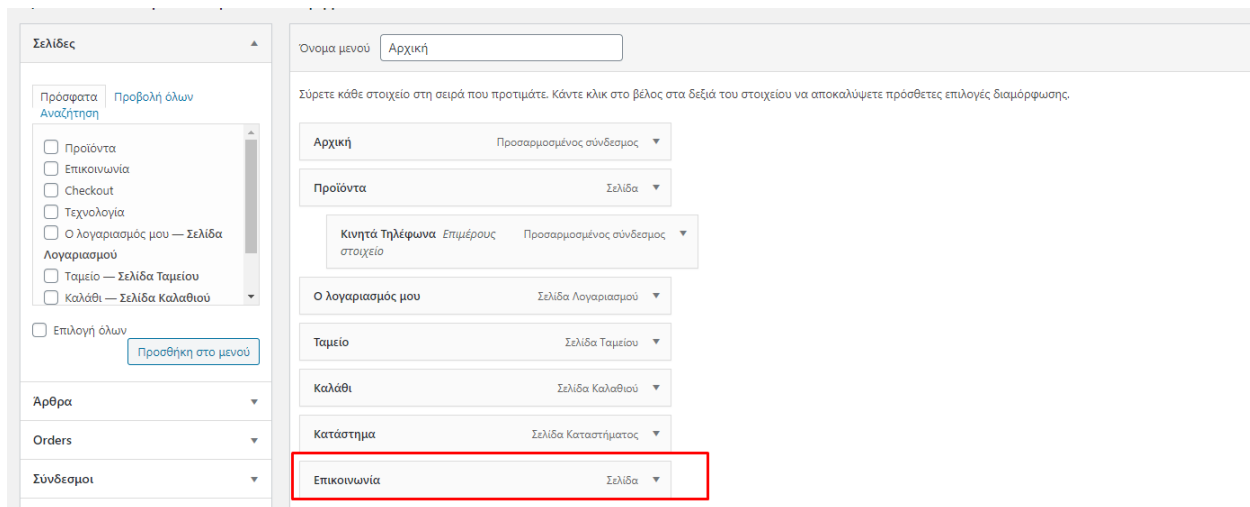 Σελίδες
Πρόσφατα Προβολή όλων
Αναζήτηση
Προϊόντα
Επικοινωνία
Checkout
Τεχνολογία
Ο λογαριασμός μου — Σελίδα
Λογαριασμού
Ταμείο — Σελίδα Ταμείου
Καλάθι — Σελίδα Καλαθιού
Επιλογή όλων
Προσθήκη στο μενού
Άρθρα
Orders
Σύνδεσμοι
Όνομα μενού Αρχική
Σύρετε κάθε στοιχείο στη σειρά που προτιμάτε. Κάντε κλικ στο βέλος στα δεξιά του στοιχείου να αποκαλύψετε πρόσθετες επιλογές διαμόρφωσης.
Αρχική Προσαρμοσμένος σύνδεσμος
Προϊόντα Σελίδα
Κινητά Τηλέφωνα Επιμέρους Προσαρμοσμένος σύνδεσμος
στοιχείο
Ο λογαριασμός μου Σελίδα Λογαριασμού
Ταμείο Σελίδα Ταμείου
Καλάθι Σελίδα Καλαθιού
Κατάστημα Σελίδα Καταστήματος
Επικοινωνία Σελίδα